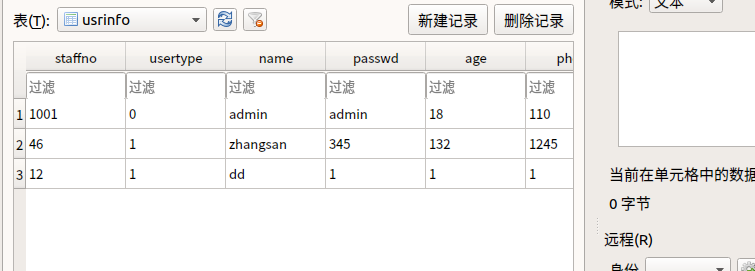 模式: 文本
表(T): usrinfo 新建记录 删除记录
staffno usertype name passwd age
过滤 过滤 过滤 过滤 过滤 过滤
1 1001 0 admin admin 18 110
2 46 1 zhangsan 345 132 1245
3 12 1 dd 1 1 1
当前在单元格中的数据
0 字节
远程(R)
身份